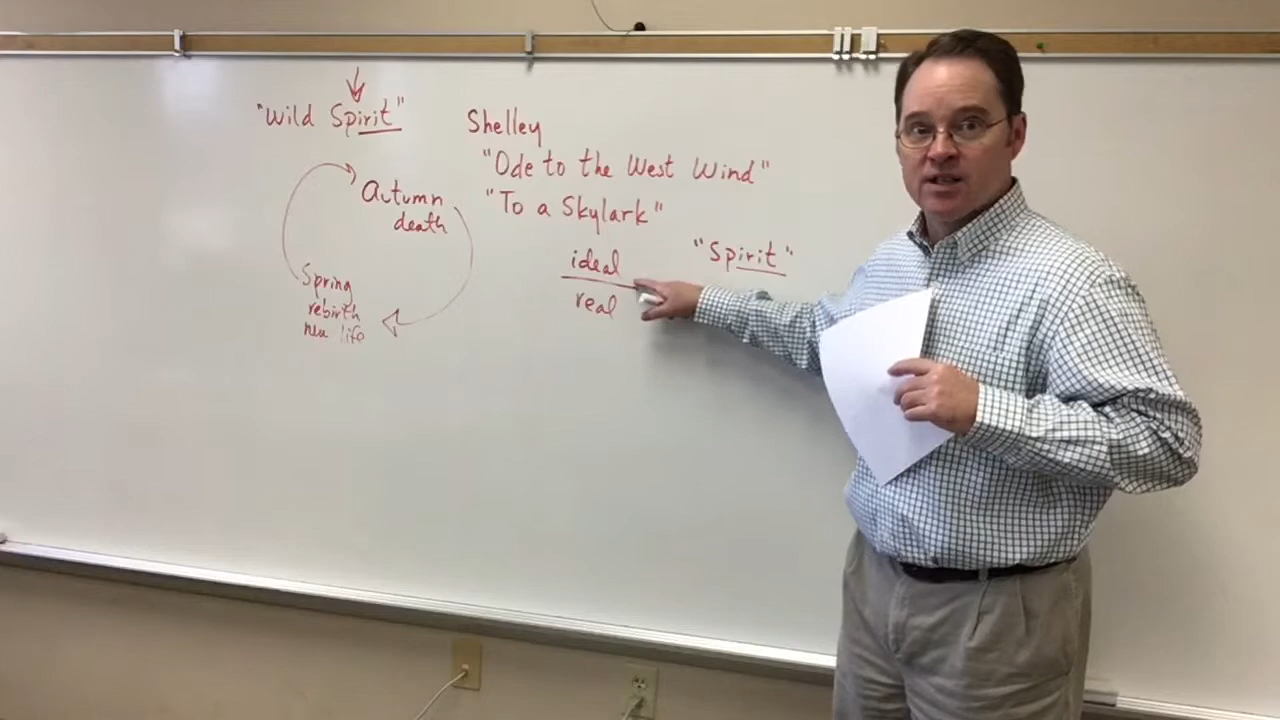 "Wild Spirit"
Autumn
death
Spring
rebirth
new life
Shelley
"Ode to the West Wind"
"To a Skylark"
ideal
real
"Spirit"